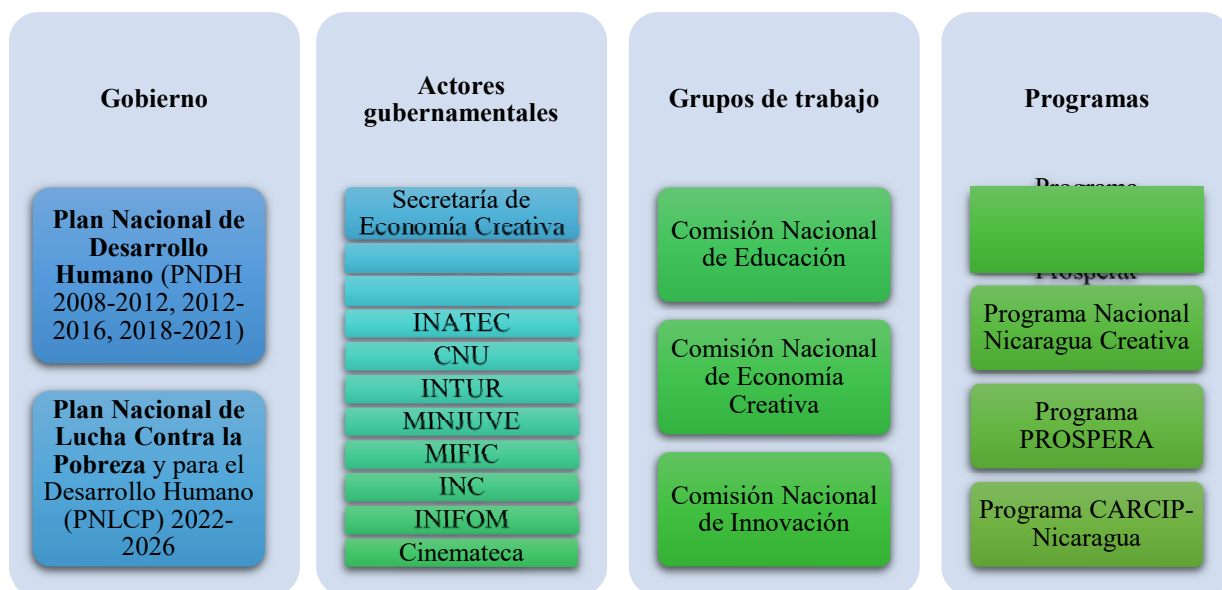 Gobierno
Plan Nacional de
Desarrollo
Humano (PNDH
2008-2012, 2012-
2016, 2018-2021)
Plan Nacional de
Lucha Contra la
Pobreza y para el
Desarrollo Humano
(PNLCP) 2022-
2026
Actores
gubernamentales
Secretaría de
Economía Creativa
INATEC
CNU
INTUR
MINJUVE
MIFIC
INC
INIFOM
Cinemateca
Grupos de trabajo
Comisión Nacional
de Educación
Comisión Nacional
de Economía
Creativa
Comisión Nacional
de Innovación
Programas
Programa Nacional
Nicaragua Creativa
Programa
PROSPERA
Programa CARCIP-
Nicaragua